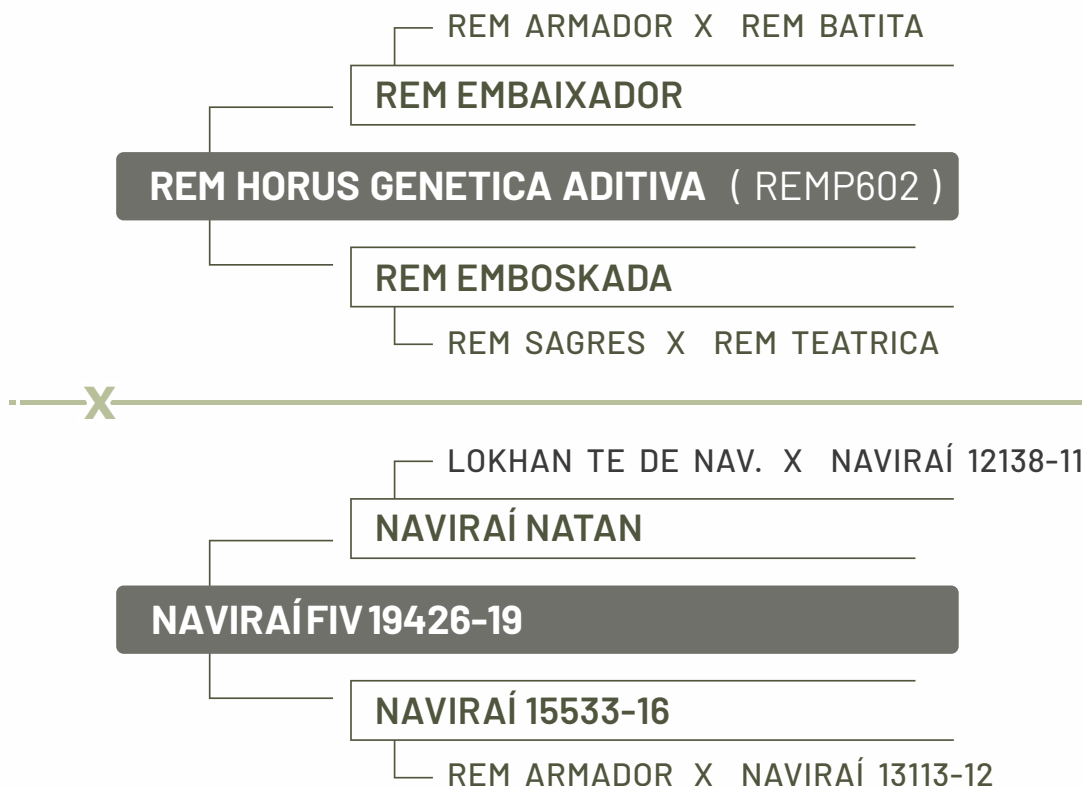 REM ARMADOR X REM BATITA
REM EMBAIXADOR
REM HORUS GENETICA ADITIVA ( REMP602 )
REM EMBOSKADA
REM SAGRES X REM TEATRICA
X
LOKHAN TE DE NAV. X NAVIRAÍ 12138-11
NAVIRAÍ NATAN
NAVIRAÍ FIV 19426-19
NAVIRAÍ 15533-16
REM ARMADOR X NAVIRAÍ 13113-12